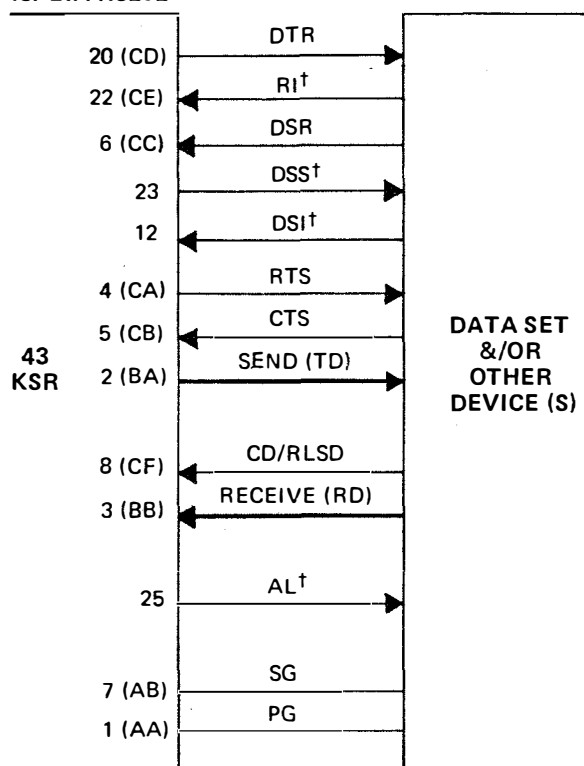 DTR
20 (CD)
RI†
22 (CE)
DSR
6 (CC)
DSS†
23
DSI†
12
RTS
4 (CA)
CTS
5 (CB)
SEND (TD)
2 (BA)
43
KSR
DATA SET
&/OR
OTHER
DEVICE (S)
CD/RLSD
8 (CF)
RECEIVE (RD)
3 (BB)
AL†
25
SG
7 (AB)
PG
1 (AA)